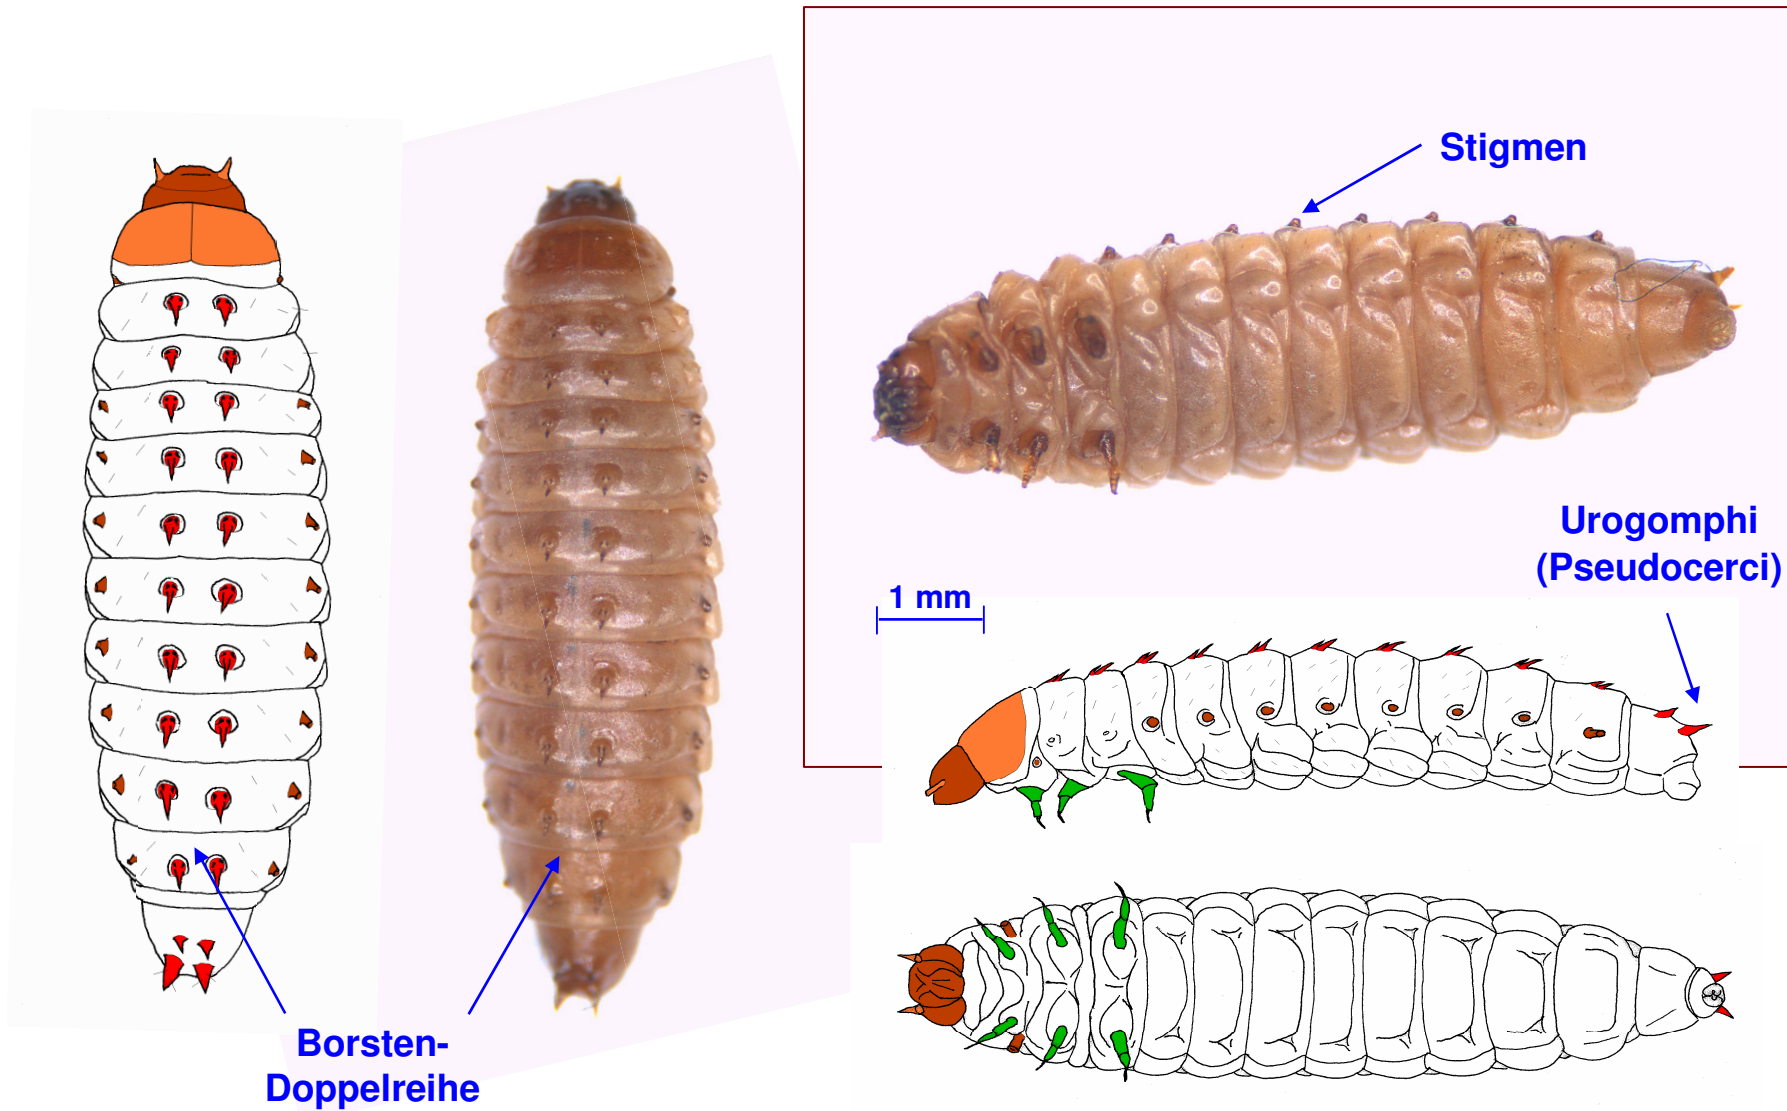 Stigmen
Urogomphi
(Pseudocerci)
1 mm
Borsten-
Doppelreihe